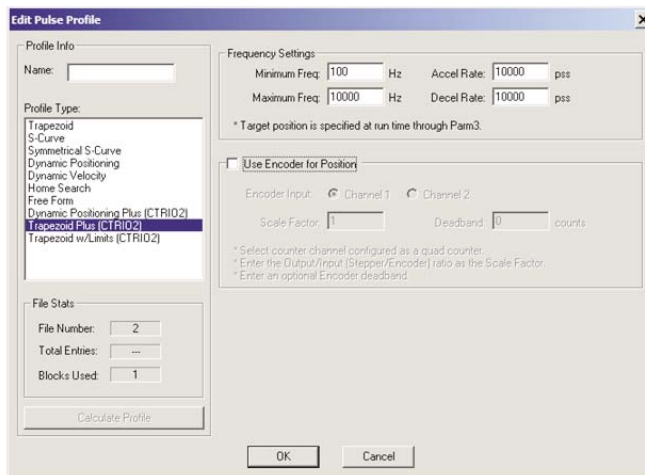 Edit Pulse Profile
Profile Info
Name:
Profile Type:
Trapezoid
S-Curve
Symmetrical S-Curve
Dynamic Positioning
Dynamic Velocity
Home Search
Free Form
Dynamic Positioning Plus (CTRIO2)
Trapezoid Plus (CTRIO2)
Trapezoid w/Limits (CTRIO2)
File Stats
File Number: 2
Total Entries: ---
Blocks Used: 1
Calculate Profile
Frequency Settings
Minimum Freq: 100 Hz Accel Rate: 10000 pss
Maximum Freq: 10000 Hz Decel Rate: 10000 pss
* Target position is specified at run time through Parm3.
Use Encoder for Position
Encoder Input: Channel 1 Channel 2
Scale Factor: 1 Deadband: 0 counts
* Select counter channel configured as a quad counter.
* Enter the Output/Input (Stepper/Encoder) ratio as the Scale Factor.
* Enter an optional Encoder deadband
OK Cancel